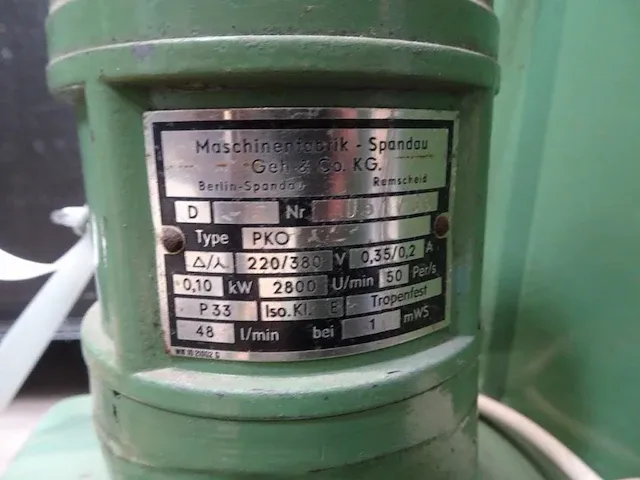 Maschinenfabrik - Spandau
Geh & Co. KG.
Berlin-Spandau Remscheid
D Nr
Type PKO
△/⅄ 220/380 V 0,35/0,2 A
0,10 kW 2800 U/min 50 Per/s
P 33 Iso.Kl. E Tropenfest
48 l/min bei 1 mWS